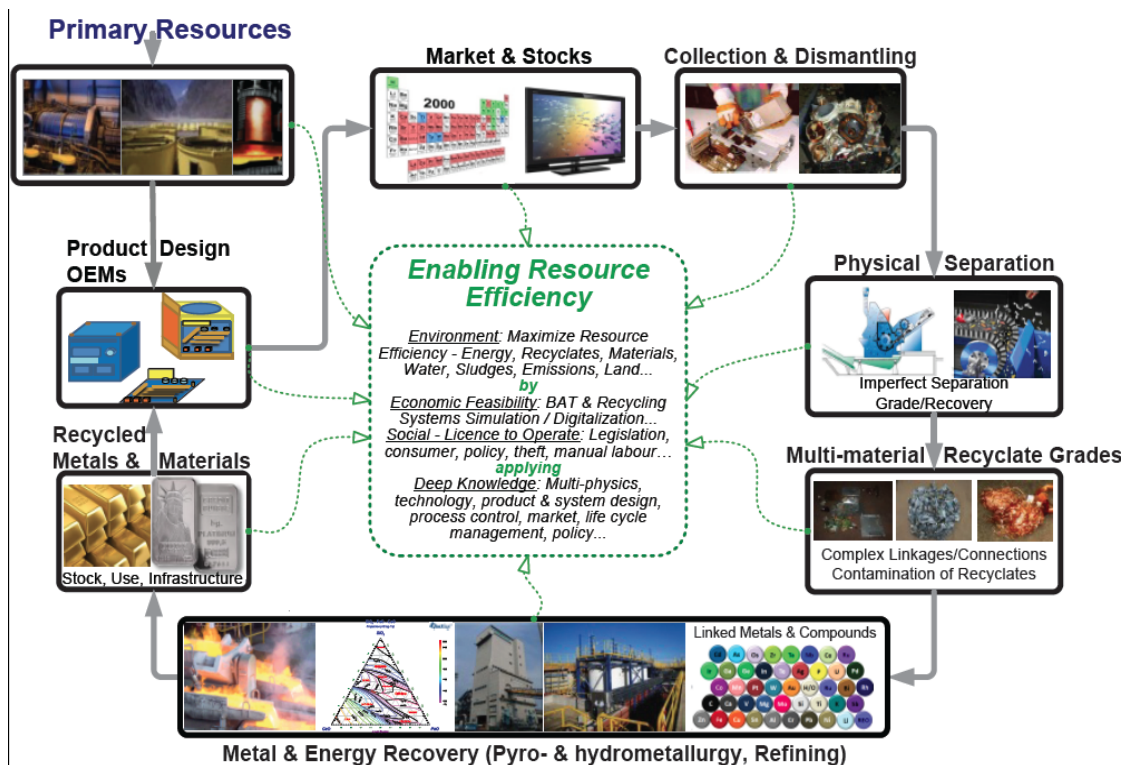 Primary Resources
Market & Stocks
Collection & Dismantling
2000
Product Design
OEMs
Physical Separation
Enabling Resource
Efficiency
Environment: Maximize Resource
Efficiency - Energy, Recyclates, Materials,
Water, Sludges, Emissions, Land...
by
Economic Feasibility: BAT & Recycling
Systems Simulation / Digitalization...
Social - Licence to Operate: Legislation,
consumer, policy, theft, manual labour…
applying
Deep Knowledge: Multi-physics,
technology, product & system design,
process control, market, life cycle
management, policy...
Imperfect Separation
Grade/Recovery
Recycled
Metals & Materials
Stock, Use, Infrastructure
Multi-material Recyclate Grades
Complex Linkages/Connections
Contamination of Recyclates
Linked Metals & Compounds
Metal & Energy Recovery (Pyro- & hydrometallurgy, Refining)